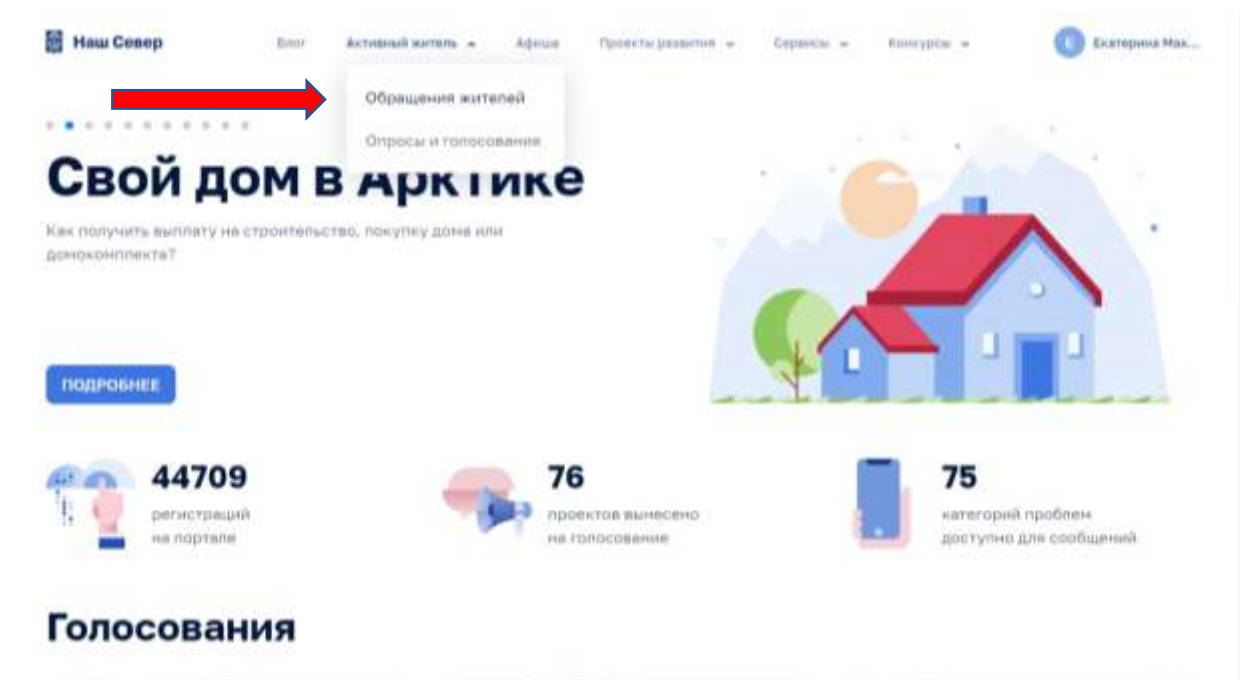 Наш Север
Блог
Активный житель
Афиша
Проекты развития
Сервисы
Конкурсы
Е
Екатерина Мак...
Обращения жителей
Опросы и голосования
Свой дом в Арктике
Как получить выплату на строительство, покупку дома или
домокомплекта?
ПОДРОБНЕЕ
44709
регистраций
на портале
76
проектов вынесено
на голосование
75
категорий проблем
доступно для сообщений
Голосования